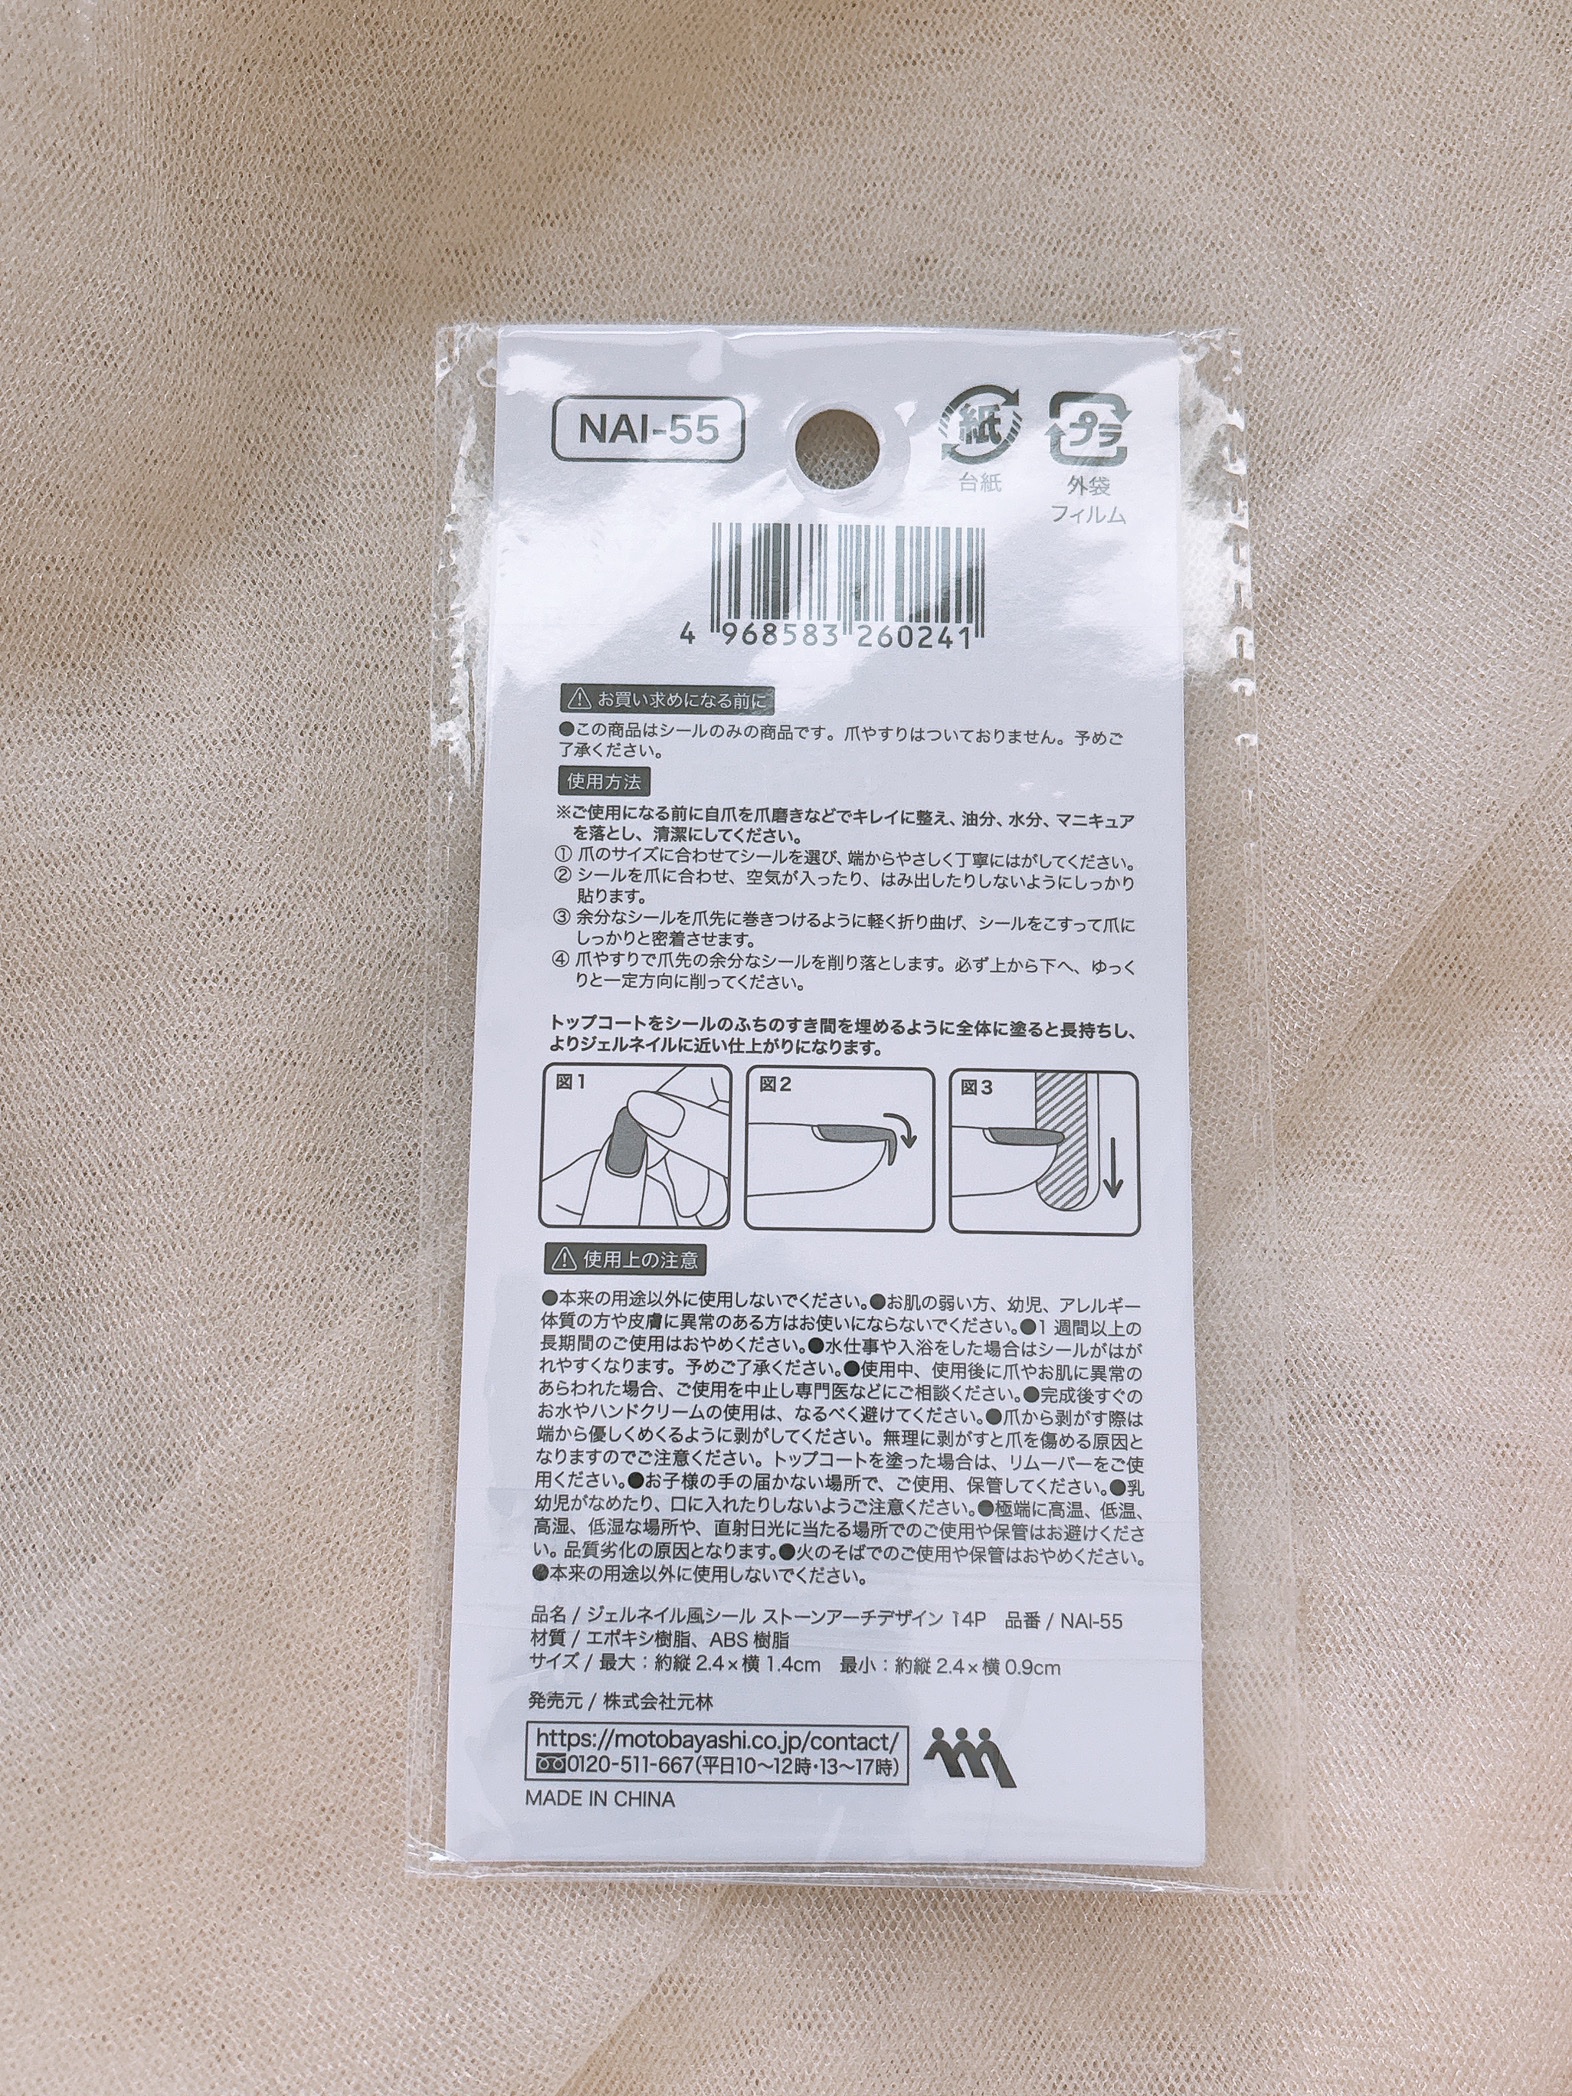 NAI-55
紙
台紙
プラ
外袋
フィルム
4 968583 260241
お買い求めになる前に
●この商品はシールのみの商品です。爪やすりはついておりません。予めご
了承ください。
使用方法
※ご使用になる前に自爪を爪磨きなどでキレイに整え、油分、水分、マニキュア
を落とし、清潔にしてください。
① 爪のサイズに合わせてシールを選び、端からやさしく丁寧にはがしてください。
② シールを爪に合わせ、空気が入ったり、はみ出したりしないようにしっかり
貼ります。
③ 余分なシールを爪先に巻きつけるように軽く折り曲げ、シールをこすって爪に
しっかりと密着させます。
④ 爪やすりで爪先の余分なシールを削り落とします。必ず上から下へ、ゆっく
りと一定方向に削ってください。
トップコートをシールのふちのすき間を埋めるように全体に塗ると長持ちし、
よりジェルネイルに近い仕上がりになります。
図1
図2
図3
使用上の注意
●本来の用途以外に使用しないでください。●お肌の弱い方、幼児、アレルギー
体質の方や皮膚に異常のある方はお使いにならないでください。●1 週間以上の
長期間のご使用はおやめください。●水仕事や入浴をした場合はシールがはが
れやすくなります。予めご了承ください。●使用中、使用後に爪やお肌に異常の
あらわれた場合、ご使用を中止し専門医などにご相談ください。●完成後すぐの
お水やハンドクリームの使用は、なるべく避けてください。●爪から剥がす際は
端から優しくめくるように剥がしてください。無理に剥がすと爪を傷める原因と
なりますのでご注意ください。トップコートを塗った場合は、リムーバーをご使
用ください。●お子様の手の届かない場所で、ご使用、保管してください。●乳
幼児がなめたり、口に入れたりしないようご注意ください。●極端に高温、低温、
高湿、低湿な場所や、直射日光に当たる場所でのご使用や保管はお避けくださ
い。品質劣化の原因となります。●火のそばでのご使用や保管はおやめください。
●本来の用途以外に使用しないでください。
品名 / ジェルネイル風シール ストーンアーチデザイン 14P 品番 / NAI-55
材質 / エポキシ樹脂、ABS 樹脂
サイズ / 最大：約縦 2.4 × 横 1.4cm 最小：約縦 2.4 × 横 0.9cm
発売元 / 株式会社元林
https://motobayashi.co.jp/contact/
0120-511-667(平日10〜12時・13〜17時)
MADE IN CHINA